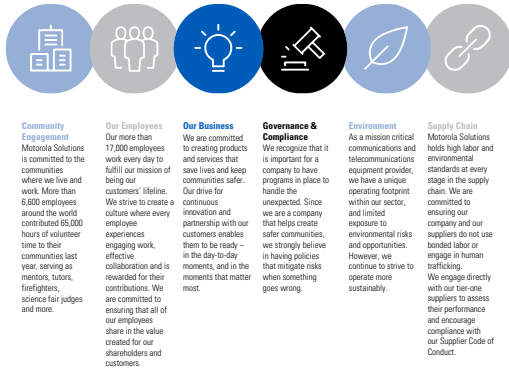 Community
Engagement
Motorola Solutions
is committed to the
communities
where we live and
work. More than
6,600 employees
around the world
contributed 65,000
hours of volunteer
time to their
communities last
year, serving as
mentors, tutors,
firefighters,
science fair judges
and more.
Our Employees
Our more than
17,000 employees
work every day to
fulfill our mission of
being our
customers' lifeline.
We strive to create a
culture where every
employee
experiences
engaging work,
effective
collaboration and is
rewarded for their
contributions. We
are committed to
ensuring that all of
our employees
share in the value
created for our
shareholders and
customers.
Our Business
We are committed
to creating products
and services that
save lives and keep
communities safer.
Our drive for
continuous
innovation and
partnership with our
customers enables
them to be ready –
in the day-to-day
moments, and in the
moments that matter
most.
Governance &
Compliance
We recognize that it
is important for a
company to have
programs in place to
handle the
unexpected. Since
we are a company
that helps create
safer communities,
we strongly believe
in having policies
that mitigate risks
when something
goes wrong.
Environment
As a mission critical
communications and
telecommunications
equipment provider,
we have a unique
operating footprint
within our sector,
and limited
exposure to
environmental risks
and opportunities.
However, we
continue to strive to
operate more
sustainably.
Supply Chain
Motorola Solutions
holds high labor and
environmental
standards at every
stage in the supply
chain. We are
committed to
ensuring our
company and our
suppliers do not use
bonded labor or
engage in human
trafficking.
We engage directly
with our tier-one
suppliers to assess
their performance
and encourage
compliance with
our Supplier Code of
Conduct.